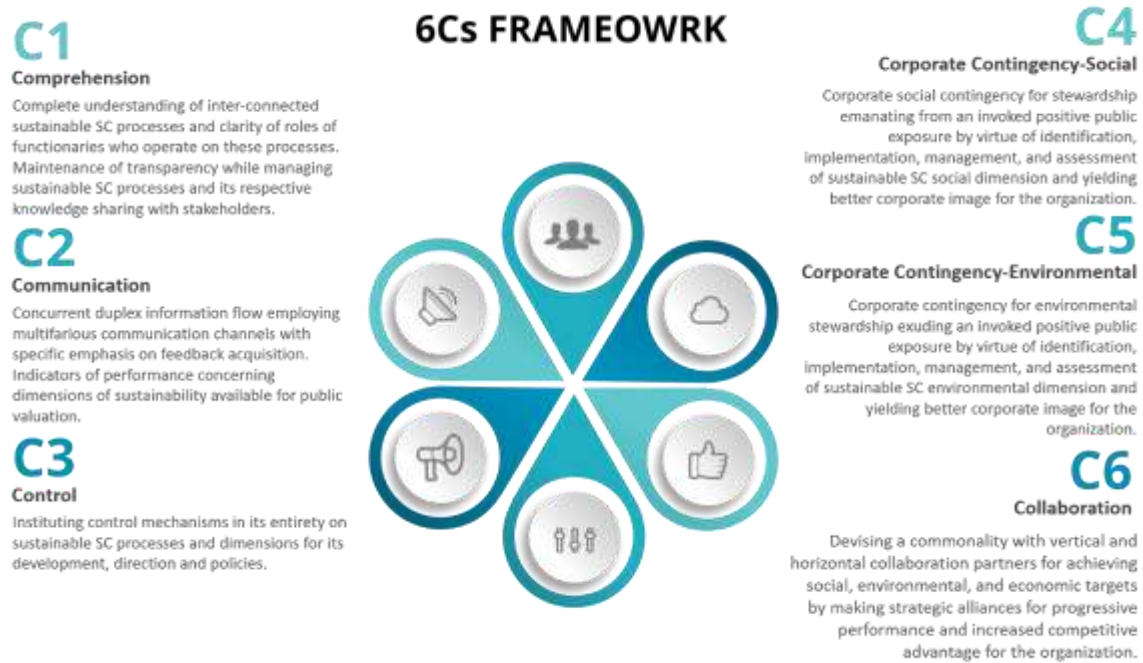 6Cs FRAMEOWRK
C1
Comprehension
Complete understanding of inter-connected
sustainable SC processes and clarity of roles of
functionaries who operate on these processes.
Maintenance of transparency while managing
sustainable SC processes and its respective
knowledge sharing with stakeholders.
C2
Communication
Concurrent duplex information flow employing
multifarious communication channels with
specific emphasis on feedback acquisition.
Indicators of performance concerning
dimensions of sustainability available for public
valuation.
C3
Control
Instituting control mechanisms in its entirety on
sustainable SC processes and dimensions for its
development, direction and policies.
C4
Corporate Contingency-Social
Corporate social contingency for stewardship
emanating from an invoked positive public
exposure by virtue of identification,
implementation, management, and assessment
of sustainable SC social dimension and yielding
better corporate image for the organization.
C5
Corporate Contingency-Environmental
Corporate contingency for environmental
stewardship exuding an invoked positive public
exposure by virtue of identification,
implementation, management, and assessment
of sustainable SC environmental dimension and
yielding better corporate image for the
organization.
C6
Collaboration
Devising a commonality with vertical and
horizontal collaboration partners for achieving
social, environmental, and economic targets
by making strategic alliances for progressive
performance and increased competitive
advantage for the organization.